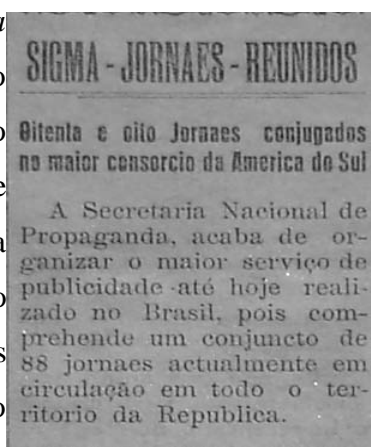 SIGMA - JORNAES - REUNIDOS
Oitenta e oito Jornaes conjugados
no maior consorcio da America do Sul
A Secretaria Nacional de
Propaganda, acaba de or-
ganizar o maior serviço de
publicidade até hoje reali-
zado no Brasil, pois com-
prehende um conjuncto de
88 jornaes actualmente em
circulação em todo o ter-
ritorio da Republica.